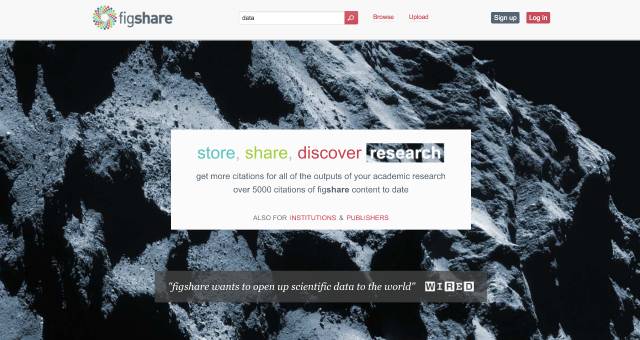 figshare
data
Browse
Upload
Sign up
Log in
store, share, discover research
get more citations for all of the outputs of your academic research
over 5000 citations of figshare content to date
ALSO FOR INSTITUTIONS & PUBLISHERS
"figshare wants to open up scientific data to the world" WIRED